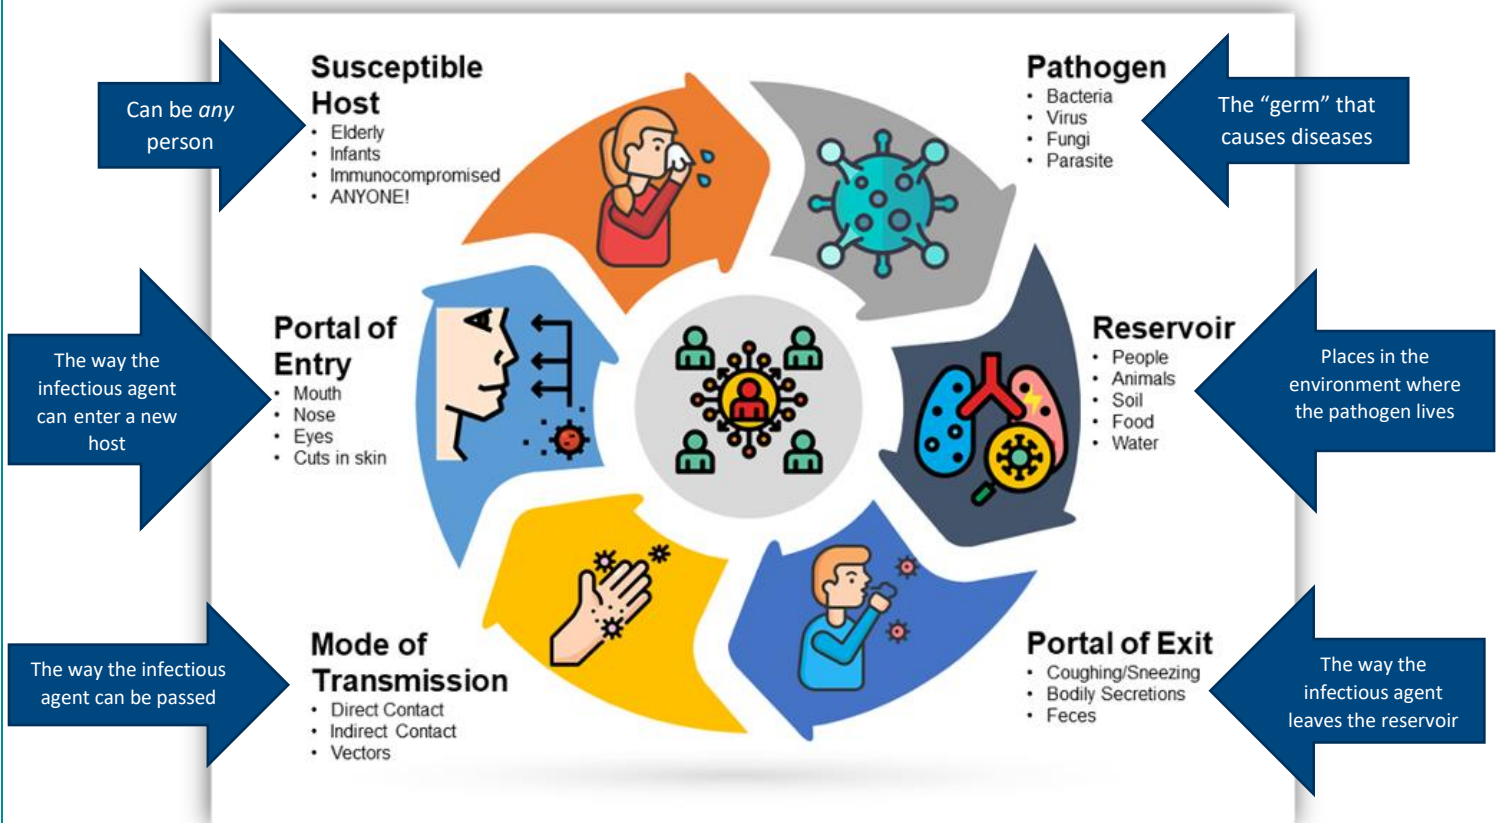 Susceptible
Host
• Elderly
• Infants
• Immunocompromised
• ANYONE!
Can be any
person
Pathogen
• Bacteria
• Virus
• Fungi
• Parasite
The “germ” that
causes diseases
Portal of
Entry
• Mouth
• Nose
• Eyes
• Cuts in skin
The way the
infectious agent
can enter a new
host
Reservoir
• People
• Animals
• Soil
• Food
• Water
Places in the
environment where
the pathogen lives
Mode of
Transmission
• Direct Contact
• Indirect Contact
• Vectors
The way the infectious
agent can be passed
Portal of Exit
• Coughing/Sneezing
• Bodily Secretions
• Feces
The way the
infectious agent
leaves the reservoir